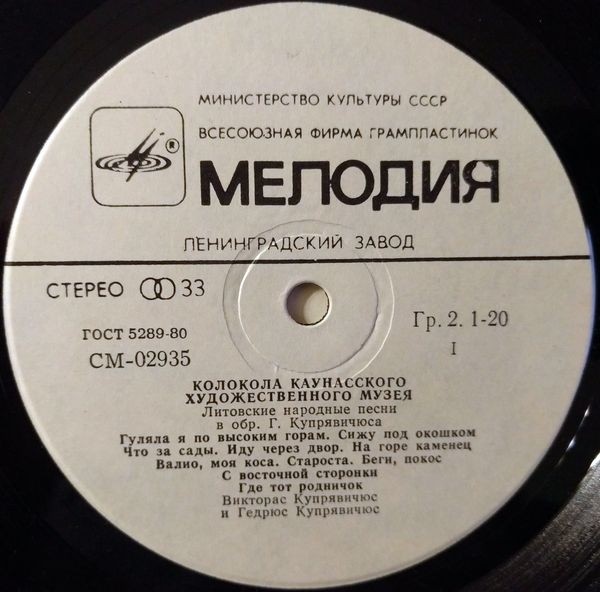 МИНИСТЕРСТВО КУЛЬТУРЫ СССР
ВСЕСОЮЗНАЯ ФИРМА ГРАМПЛАСТИНОК
®
МЕЛОДИЯ
ЛЕНИНГРАДСКИЙ ЗАВОД
СТЕРЕО 33
ГОСТ 5289-80
Гр. 2. 1-20
СМ-02935
I
КОЛОКОЛА КАУНАССКОГО
ХУДОЖЕСТВЕННОГО МУЗЕЯ
Литовские народные песни
в обр. Г. Купрявичюса
Гуляла я по высоким горам. Сижу под окошком
Что за сады. Иду через двор. На горе каменец
Валио, моя коса. Староста. Беги, покос
С восточной сторонки
Где тот родничок
Викторас Купрявичюс
и Гедрюс Купрявичюс